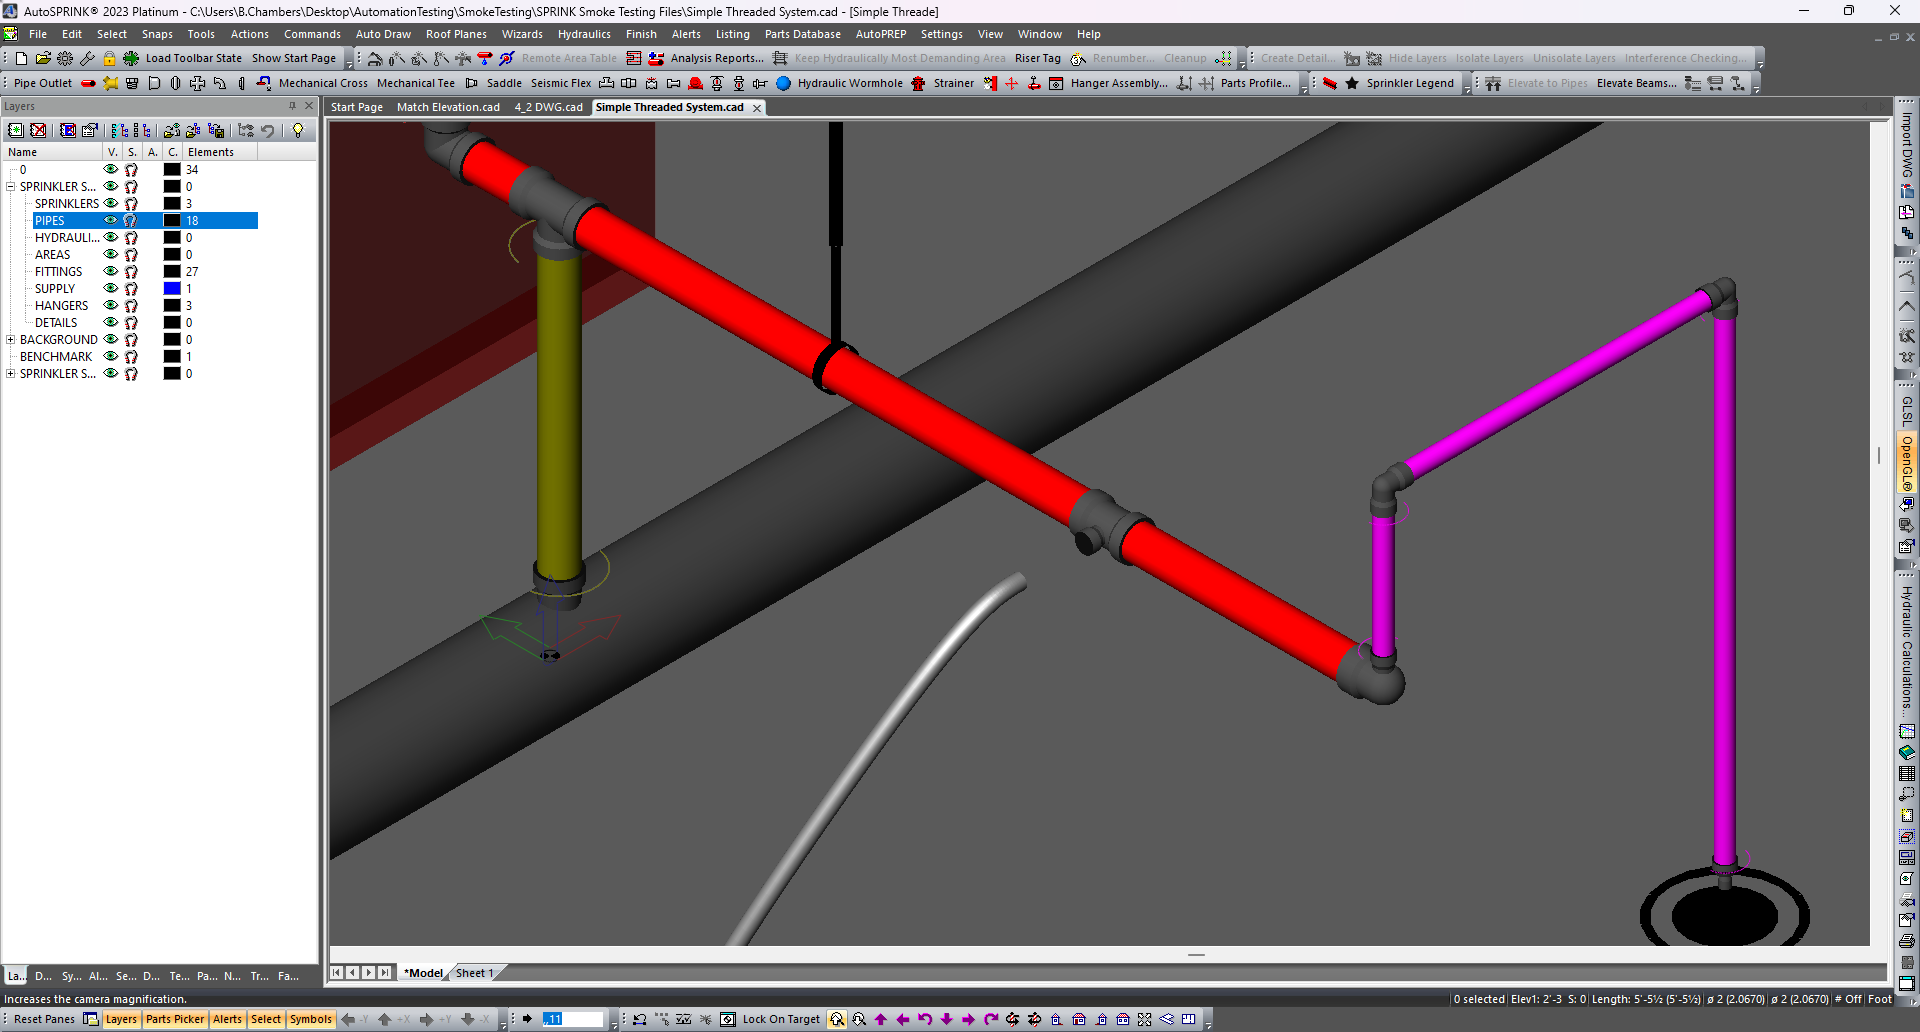 AutoSPRINK® 2023 Platinum - C:\Users\B.Chambers\Desktop\AutomationTesting\SmokeTesting\SPRINK Smoke Testing Files\Simple Threaded System.cad - [Simple Threade]
File Edit Select Snaps Tools Actions Commands Auto Draw Roof Planes Wizards Hydraulics Finish Alerts Listing Parts Database AutoPREP Settings View Window Help
Load Toolbar State Show Start Page Remote Area Table Analysis Reports... Keep Hydraulically Most Demanding Area Riser Tag Renumber... Cleanup Create Detail... Hide Layers Isolate Layers Unisolate Layers Interference Checking...
Pipe Outlet Mechanical Cross Mechanical Tee Saddle Seismic Flex Hydraulic Wormhole Strainer Hanger Assembly... Parts Profile... Sprinkler Legend Elevate to Pipes Elevate Beams...
Layers
Start Page Match Elevation.cad 4_2 DWG.cad Simple Threaded System.cad
Name V. S. A. C. Elements
0 34
SPRINKLER S... 0
SPRINKLERS 3
PIPES 18
HYDRAULI... 0
AREAS 0
FITTINGS 27
SUPPLY 1
HANGERS 3
DETAILS 0
BACKGROUND 0
BENCHMARK 1
SPRINKLER S... 0
Import DWG
GLSL
OpenGL®
Hydraulic Calculations...
La... D... Sy... Al... Se... D... Te... Pa... N... Tr... Fa...
*Model Sheet 1
Increases the camera magnification.
0 selected Elev1: 2'-3 S: 0 Length: 5'-5½ (5'-5½) ø 2 (2.0670) ø 2 (2.0670) # Off Foot
Reset Panes Layers Parts Picker Alerts Select Symbols -Y +X +Y -X .11 Lock On Target